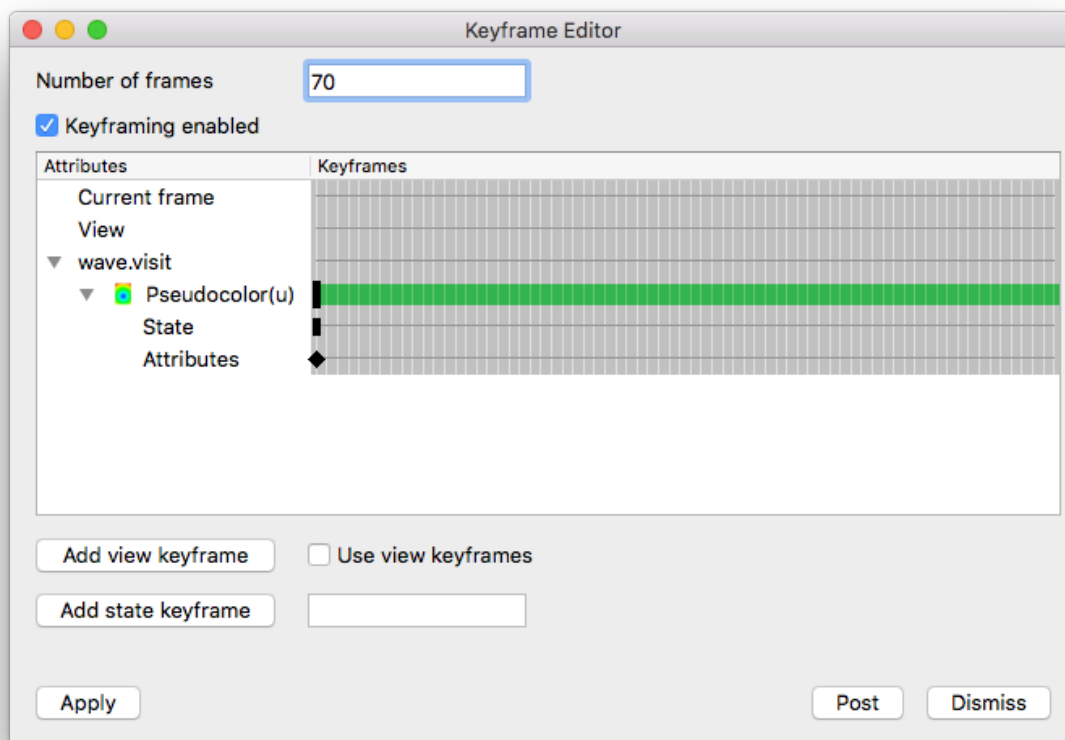 Keyframe Editor
Number of frames 70
Keyframing enabled
Attributes Keyframes
Current frame
View
wave.visit
Pseudocolor(u)
State
Attributes
Add view keyframe Use view keyframes
Add state keyframe
Apply Post Dismiss